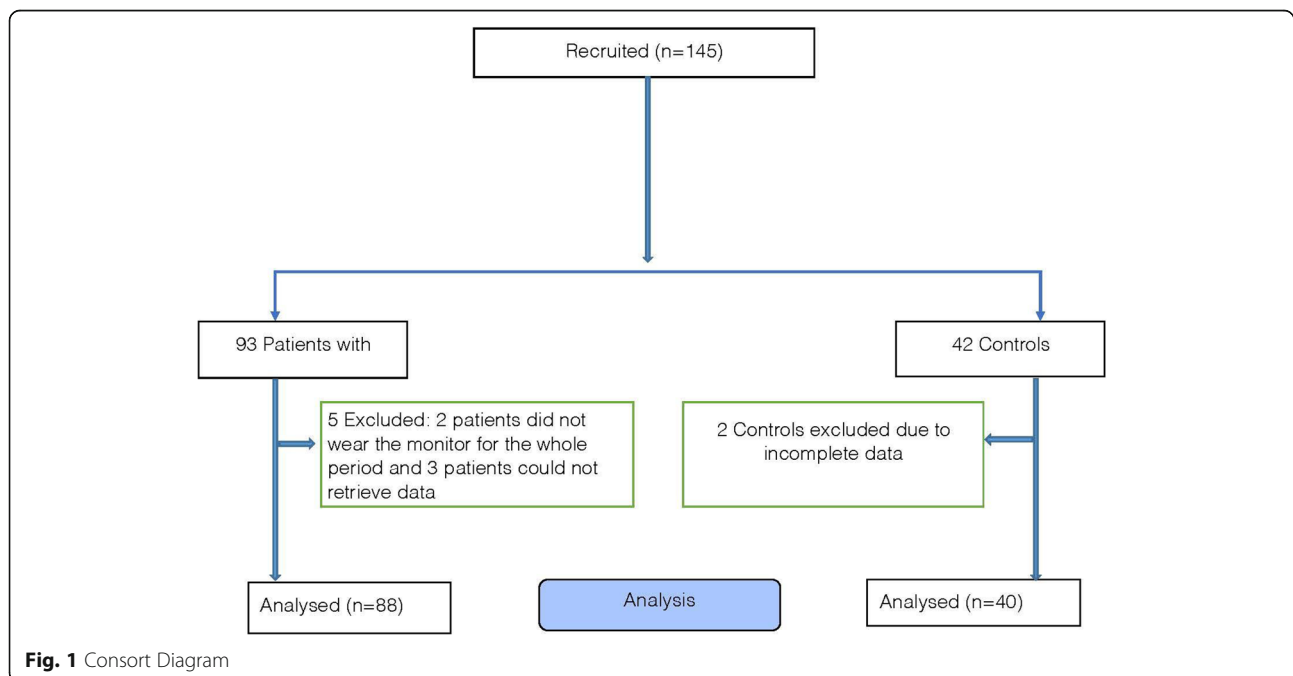 Recruited (n=145)
93 Patients with
42 Controls
5 Excluded: 2 patients did not
wear the monitor for the whole
period and 3 patients could not
retrieve data
2 Controls excluded due to
incomplete data
Analysed (n=88)
Analysis
Analysed (n=40)
Fig. 1 Consort Diagram